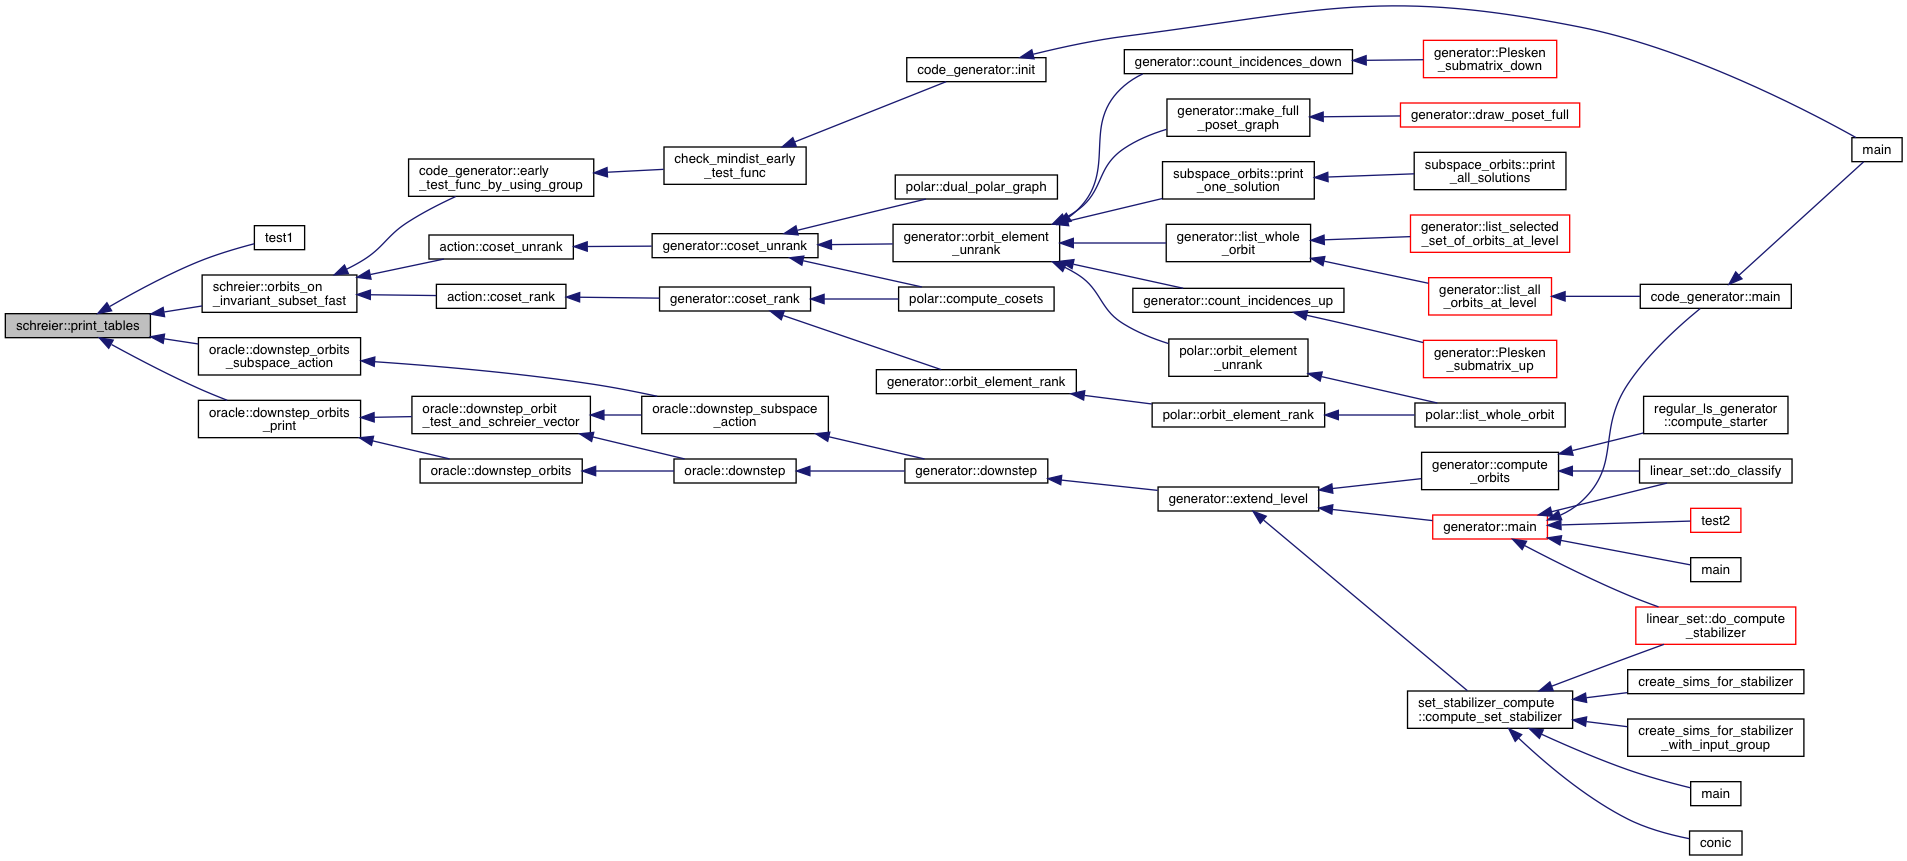 schreier::print_tables
test1
schreier::orbits_on
_invariant_subset_fast
oracle::downstep_orbits
_subspace_action
oracle::downstep_orbits
_print
code_generator::early
_test_func_by_using_group
action::coset_unrank
action::coset_rank
oracle::downstep_orbit
_test_and_schreier_vector
oracle::downstep_orbits
check_mindist_early
_test_func
generator::coset_unrank
generator::coset_rank
oracle::downstep_subspace
_action
oracle::downstep
code_generator::init
polar::dual_polar_graph
generator::orbit_element
_unrank
polar::compute_cosets
generator::orbit_element_rank
generator::downstep
generator::count_incidences_down
generator::make_full
_poset_graph
subspace_orbits::print
_one_solution
generator::list_whole
_orbit
generator::count_incidences_up
polar::orbit_element
_unrank
polar::orbit_element_rank
generator::extend_level
generator::Plesken
_submatrix_down
generator::draw_poset_full
subspace_orbits::print
_all_solutions
generator::list_selected
_set_of_orbits_at_level
generator::list_all
_orbits_at_level
generator::Plesken
_submatrix_up
polar::list_whole_orbit
generator::compute
_orbits
generator::main
set_stabilizer_compute
::compute_set_stabilizer
main
code_generator::main
regular_ls_generator
::compute_starter
linear_set::do_classify
test2
main
linear_set::do_compute
_stabilizer
create_sims_for_stabilizer
create_sims_for_stabilizer
_with_input_group
main
conic